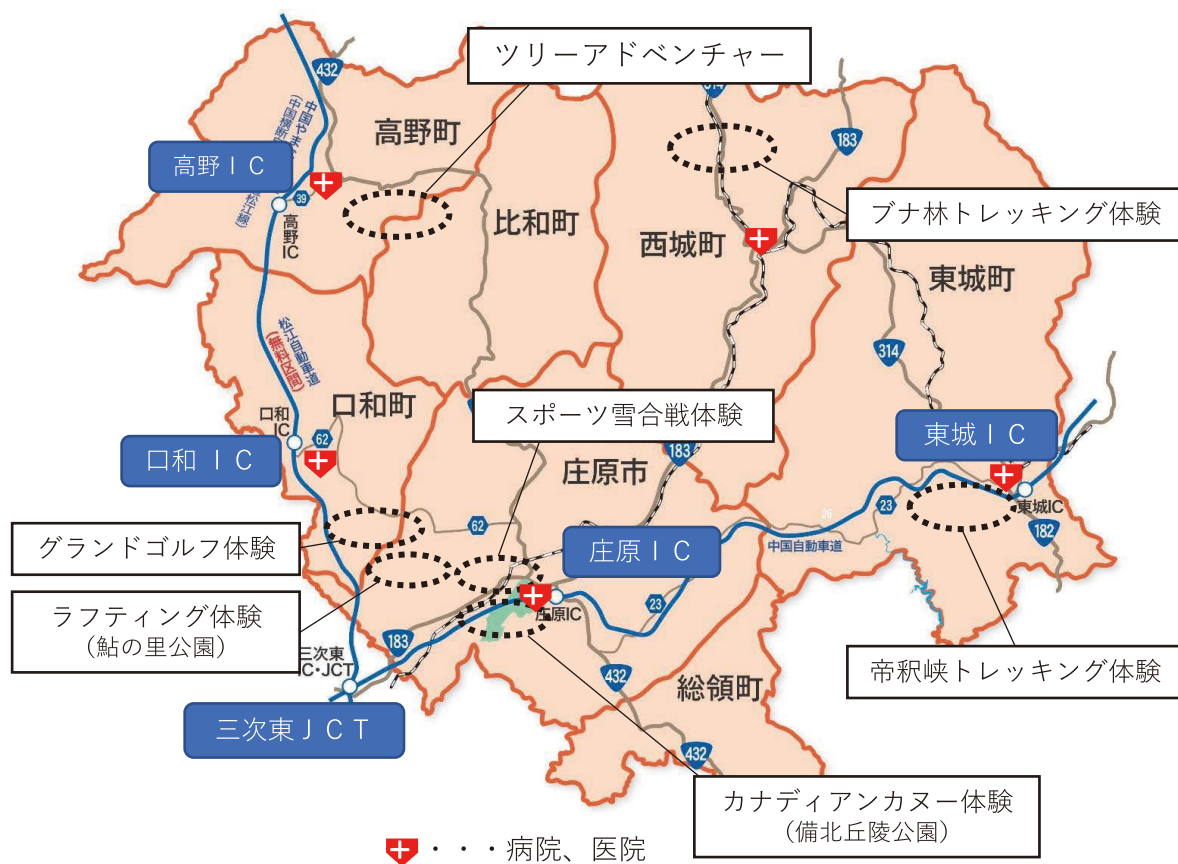 ツリーアドベンチャー
432
314
183
高野町
中国やま
高野ＩＣ
39
高野
IC
比和町
西城町
ブナ林トレッキング体験
東城町
314
松江自動車道
(無料区間)
スポーツ雪合戦体験
口和町
口和
IC
62
口和 ＩＣ
東城ＩＣ
183
庄原市
東城IC
23
26
182
62
中国自動車道
グランドゴルフ体験
庄原ＩＣ
庄原IC
23
ラフティング体験
(鮎の里公園)
183
三次東
IC・JCT
432
総領町
帝釈峡トレッキング体験
三次東ＪＣＴ
432
カナディアンカヌー体験
(備北丘陵公園)
・・・病院、医院